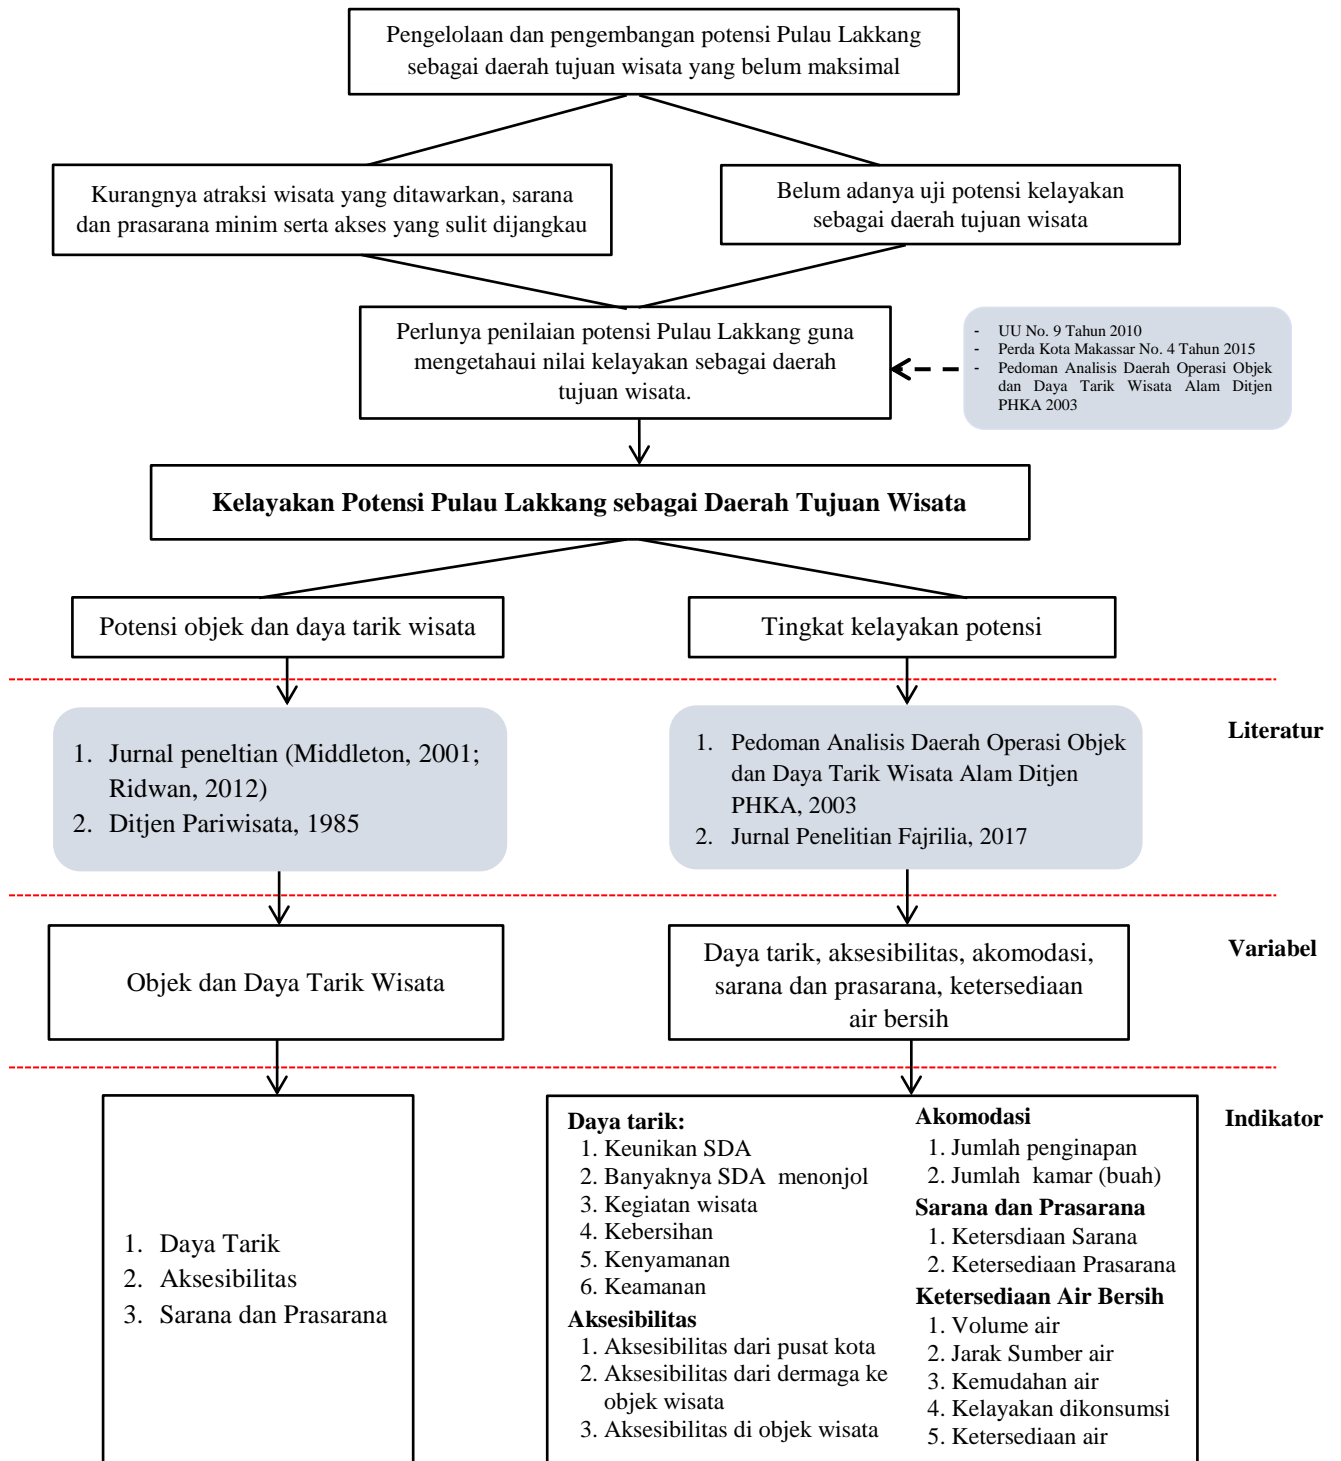 Pengelolaan dan pengembangan potensi Pulau Lakkang
sebagai daerah tujuan wisata yang belum maksimal
Kurangnya atraksi wisata yang ditawarkan, sarana
dan prasarana minim serta akses yang sulit dijangkau
Belum adanya uji potensi kelayakan
sebagai daerah tujuan wisata
Perlunya penilaian potensi Pulau Lakkang guna
mengetahaui nilai kelayakan sebagai daerah
tujuan wisata.
- UU No. 9 Tahun 2010
- Perda Kota Makassar No. 4 Tahun 2015
- Pedoman Analisis Daerah Operasi Objek
dan Daya Tarik Wisata Alam Ditjen
PHKA 2003
Kelayakan Potensi Pulau Lakkang sebagai Daerah Tujuan Wisata
Potensi objek dan daya tarik wisata
Tingkat kelayakan potensi
Literatur
1. Jurnal peneltian (Middleton, 2001;
Ridwan, 2012)
2. Ditjen Pariwisata, 1985
1. Pedoman Analisis Daerah Operasi Objek
dan Daya Tarik Wisata Alam Ditjen
PHKA, 2003
2. Jurnal Penelitian Fajrilia, 2017
Variabel
Objek dan Daya Tarik Wisata
Daya tarik, aksesibilitas, akomodasi,
sarana dan prasarana, ketersediaan
air bersih
Indikator
1. Daya Tarik
2. Aksesibilitas
3. Sarana dan Prasarana
Daya tarik:
1. Keunikan SDA
2. Banyaknya SDA menonjol
3. Kegiatan wisata
4. Kebersihan
5. Kenyamanan
6. Keamanan
Aksesibilitas
1. Aksesibilitas dari pusat kota
2. Aksesibilitas dari dermaga ke
objek wisata
3. Aksesibilitas di objek wisata
Akomodasi
1. Jumlah penginapan
2. Jumlah kamar (buah)
Sarana dan Prasarana
1. Ketersdiaan Sarana
2. Ketersediaan Prasarana
Ketersediaan Air Bersih
1. Volume air
2. Jarak Sumber air
3. Kemudahan air
4. Kelayakan dikonsumsi
5. Ketersediaan air